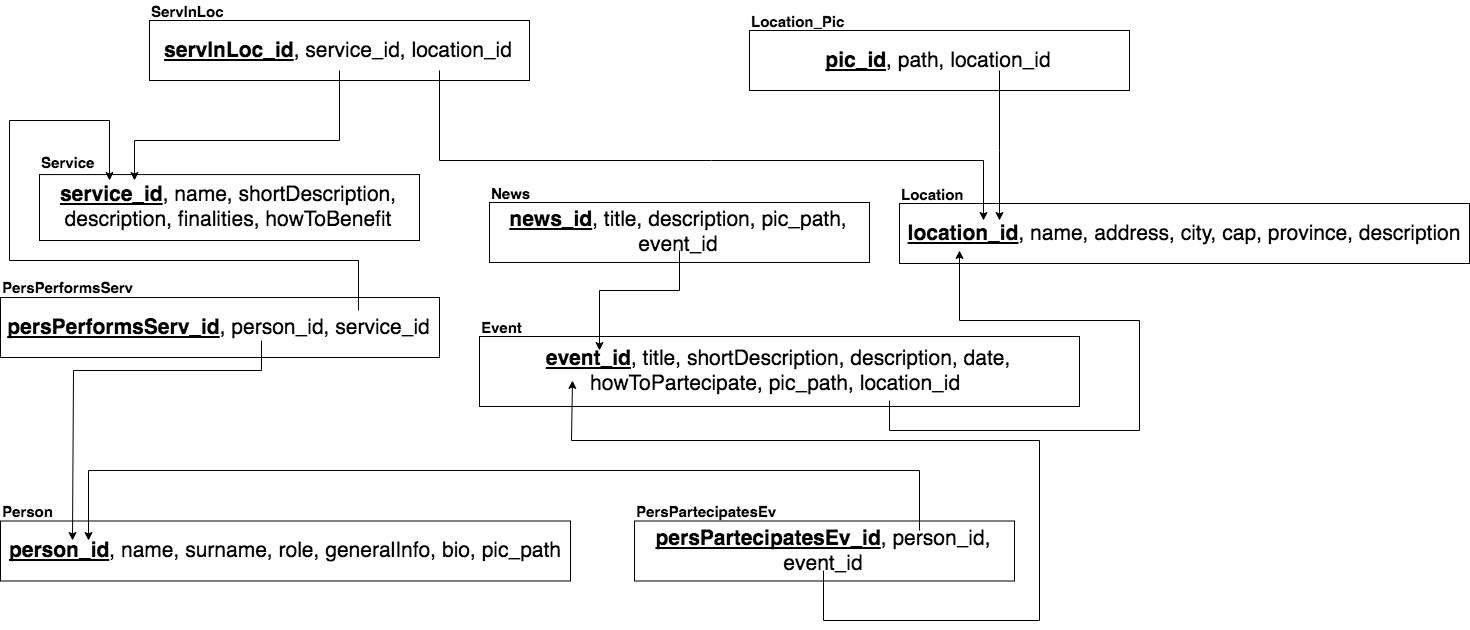 ServInLoc
servInLoc_id, service_id, location_id
Location_Pic
pic_id, path, location_id
Service
service_id, name, shortDescription,
description, finalities, howToBenefit
News
news_id, title, description, pic_path,
event_id
Location
location_id, name, address, city, cap, province, description
PersPerformsServ
persPerformsServ_id, person_id, service_id
Event
event_id, title, shortDescription, description, date,
howToPartecipate, pic_path, location_id
Person
person_id, name, surname, role, generalInfo, bio, pic_path
PersPartecipatesEv
persPartecipatesEv_id, person_id,
event_id